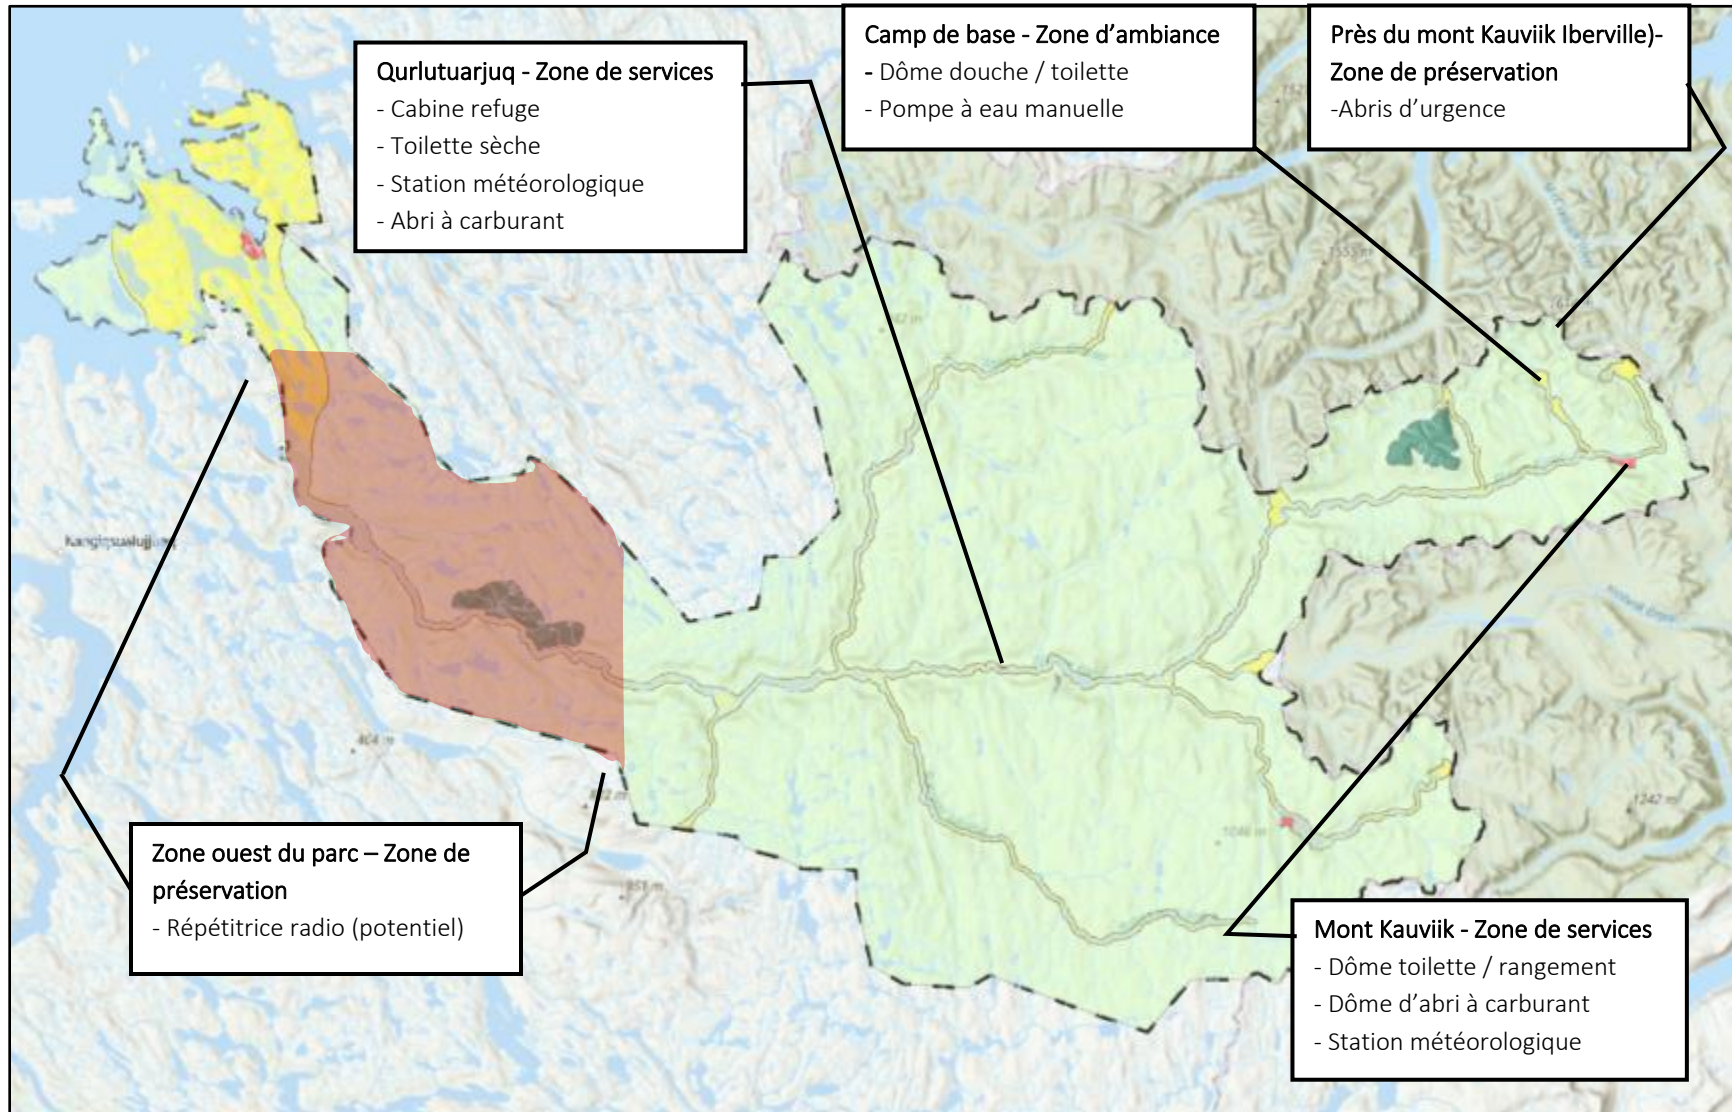 Qurlutuarjuq - Zone de services
- Cabine refuge
- Toilette sèche
- Station météorologique
- Abri à carburant
Camp de base - Zone d’ambiance
- Dôme douche / toilette
- Pompe à eau manuelle
Près du mont Kauviik Iberville)-
Zone de préservation
-Abris d’urgence
404 m
1242 m
Zone ouest du parc – Zone de
préservation
- Répétitrice radio (potentiel)
Mont Kauviik - Zone de services
- Dôme toilette / rangement
- Dôme d’abri à carburant
- Station météorologique